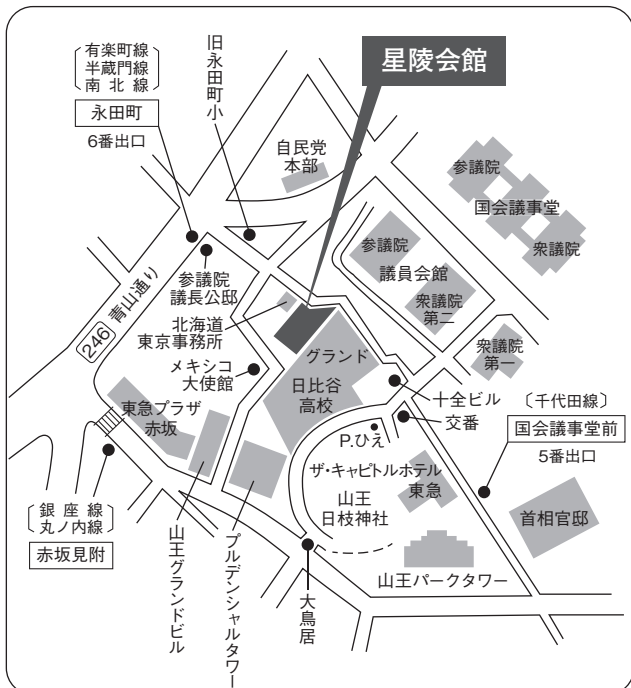 星陵会館
有楽町線
半蔵門線
南北線
永田町
6番出口
旧永田町小
自民党
本部
参議院
国会議事堂
衆議院
参議院
議員会館
衆議院
第二
衆議院
第一
参議院
議長公邸
北海道
東京事務所
メキシコ
大使館
246 青山通り
グランド
日比谷
高校
十全ビル
交番
〔千代田線〕
国会議事堂前
5番出口
東急プラザ
赤坂
P.ひえ
ザ・キャピトルホテル
東急
山王
日枝神社
首相官邸
銀座線
丸ノ内線
赤坂見附
山王グランドビル
プルデンシャルタワー
大鳥居
山王パークタワー